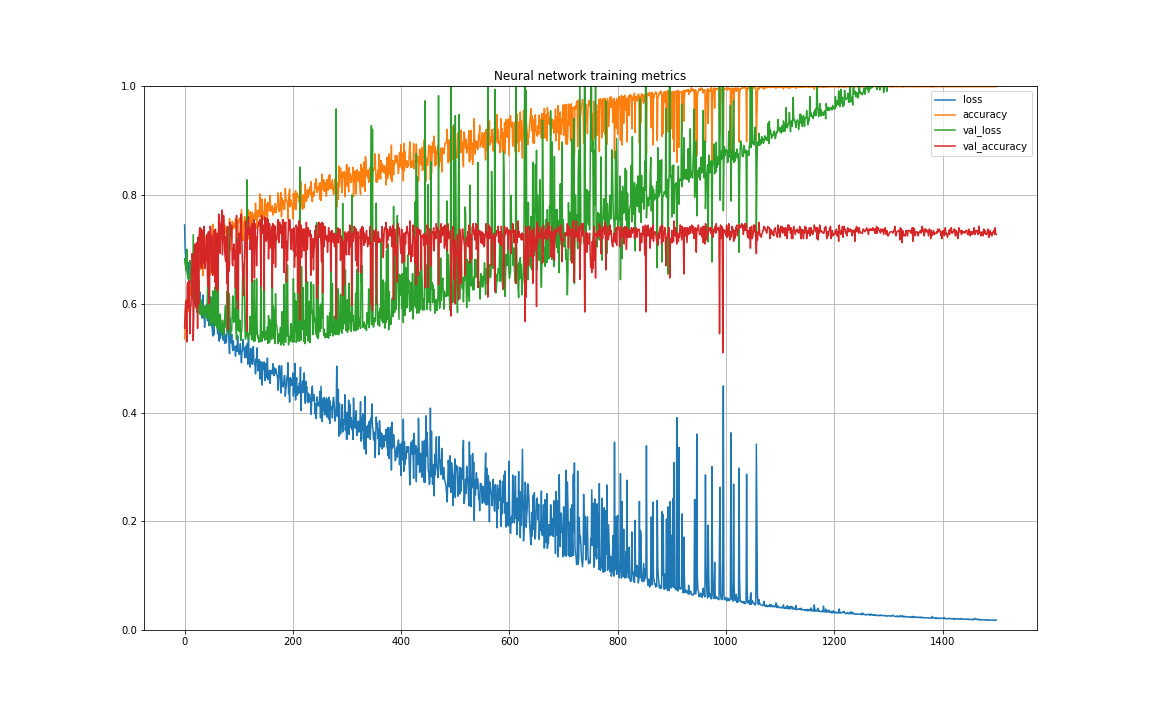 Neural network training metrics
1.0
0.8
0.6
0.4
0.2
0.0
0 200 400 600 800 1000 1200 1400
loss
accuracy
val_loss
val_accuracy